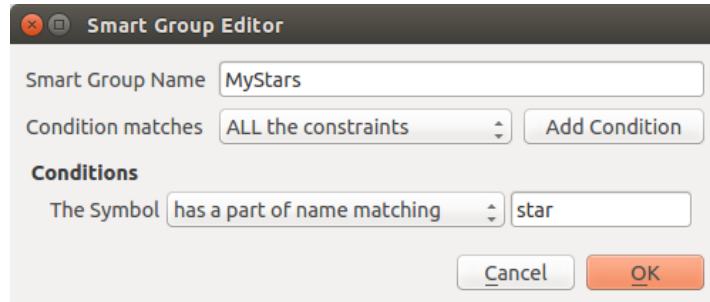 Smart Group Editor
Smart Group Name MyStars
Condition matches ALL the constraints Add Condition
Conditions
The Symbol has a part of name matching star
Cancel OK